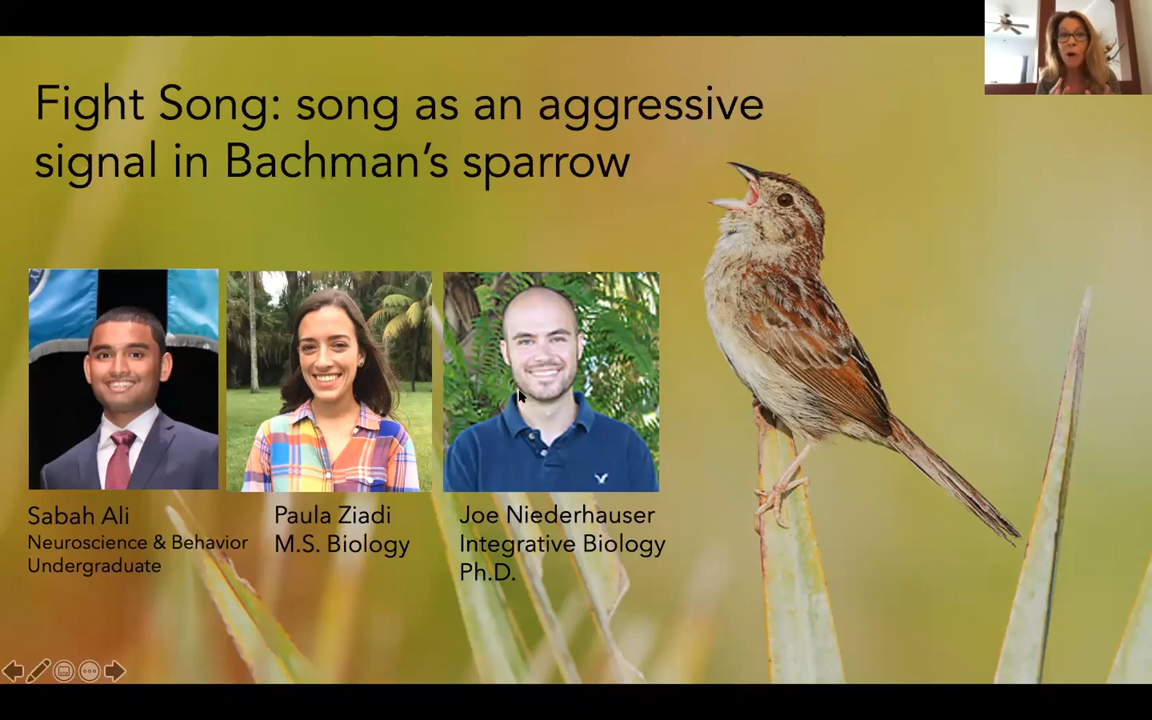 Fight Song: song as an aggressive
signal in Bachman’s sparrow
Sabah Ali
Neuroscience & Behavior
Undergraduate
Paula Ziadi
M.S. Biology
Joe Niederhauser
Integrative Biology
Ph.D.